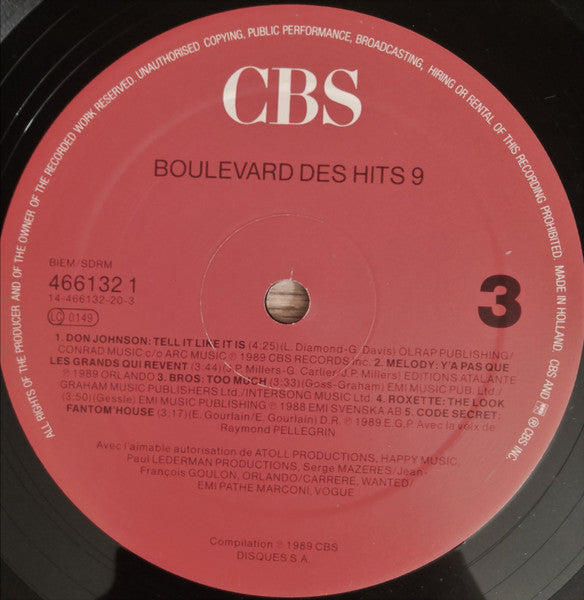 ALL RIGHTS OF THE PRODUCER AND OF THE OWNER OF THE RECORDED WORK RESERVED. UNAUTHORISED COPYING, PUBLIC PERFORMANCE, BROADCASTING, HIRING OR RENTAL OF THIS RECORDING PROHIBITED. MADE IN HOLLAND CBS AND ® CBS INC.
CBS
BOULEVARD DES HITS 9
BIEM/SDRM
466132 1
14-466132-20-3
LC 0149
3
1. DON JOHNSON: TELL IT LIKE IT IS (4:25) (L. Diamond-G. Davis) OLRAP PUBLISHING/
CONRAD MUSIC c/o ARC MUSIC ℗ 1989 CBS RECORDS INC. 2. MELODY: Y'A PAS QUE
LES GRANDS QUI REVENT (3:44) (G.P. Millers-G. Carlier/J.P. Millers) EDITIONS ATALANTE
℗ 1989 ORLANDO 3. BROS: TOO MUCH (3:33) (Goss-Graham) EMI MUSIC PUB. Ltd./
GRAHAM MUSIC PUBLISHERS Ltd./INTERSONG MUSIC Ltd. 4. ROXETTE: THE LOOK
(3:50) (Gessle) EMI MUSIC PUBLISHING ℗ 1988 EMI SVENSKA AB 5. CODE SECRET:
FANTOM'HOUSE (3:17) (E. Gourlain/E. Gourlain) D.R. ℗ 1989 E.G.P. Avec la voix de
Raymond PELLEGRIN
Avec l'aimable autorisation de ATOLL PRODUCTIONS, HAPPY MUSIC,
Paul LEDERMAN PRODUCTIONS, Serge MAZERES/Jean-
François GOULON, ORLANDO/CARRERE, WANTED/
EMI PATHE MARCONI, VOGUE
Compilation ℗ 1989 CBS
DISQUES S.A.